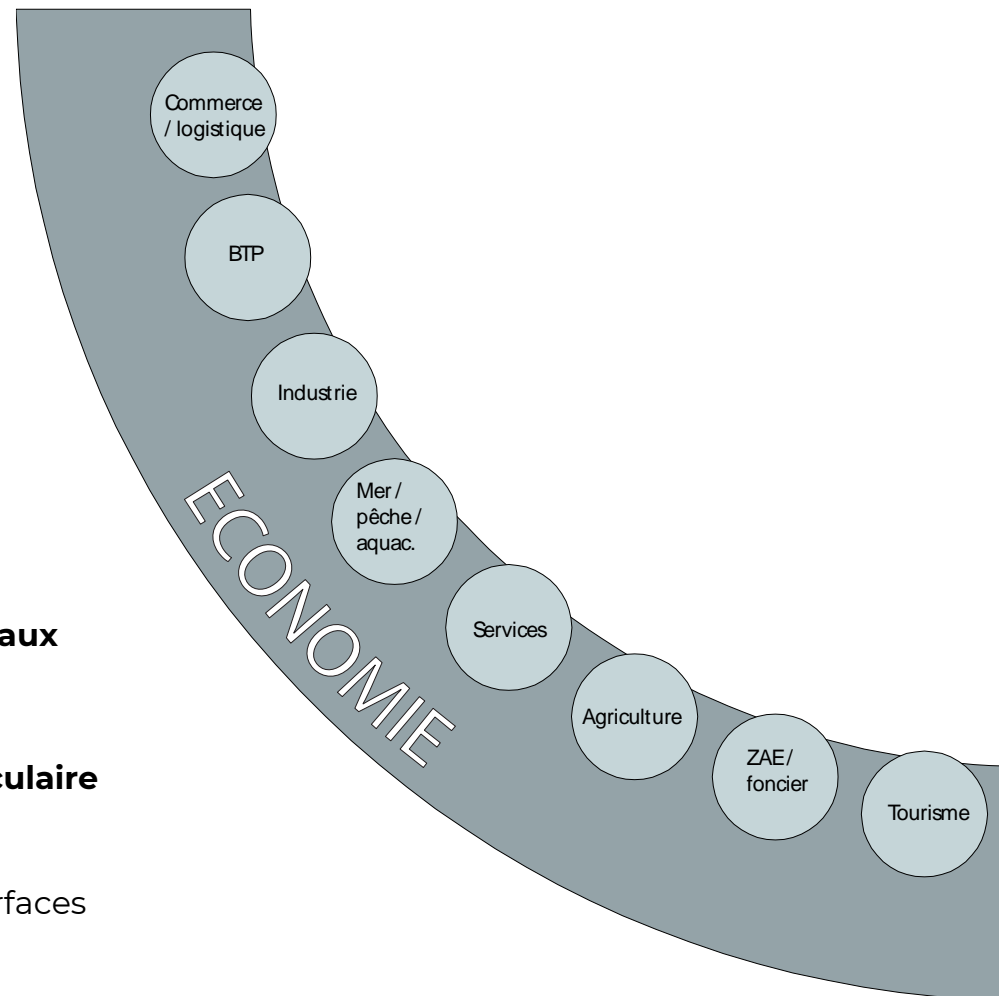 Commerce
/ logistique
BTP
Industrie
Mer /
pêche /
aquac.
Services
Agriculture
ZAE /
foncier
Tourisme
ECONOMIE
aux
culaire
rfaces